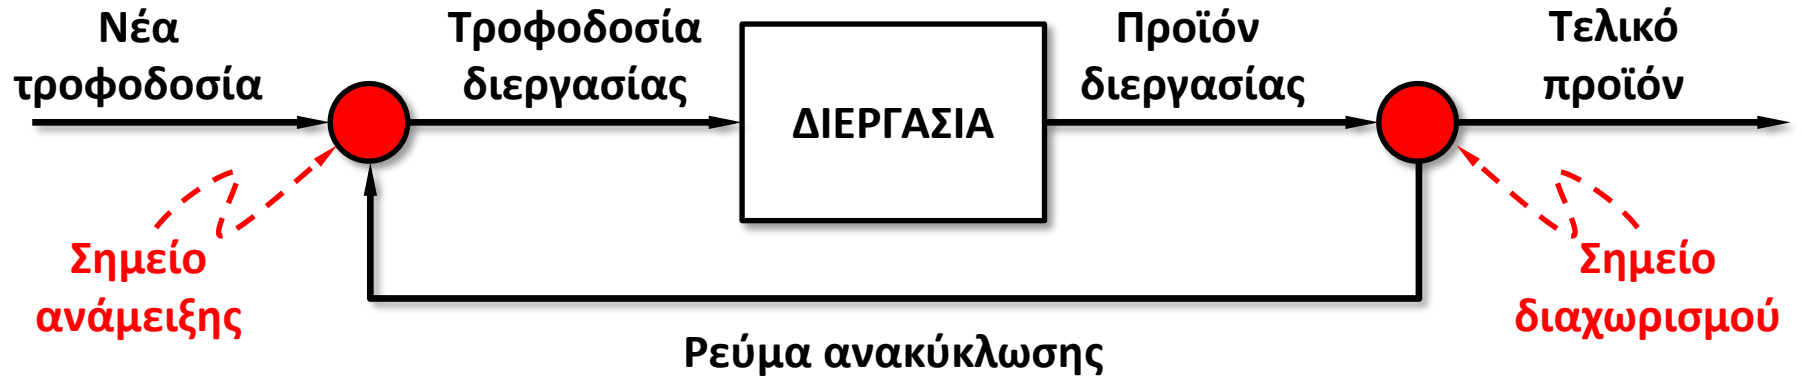 Νέα
τροφοδοσία
Τροφοδοσία
διεργασίας
ΔΙΕΡΓΑΣΙΑ
Προϊόν
διεργασίας
Τελικό
προϊόν
Σημείο
ανάμειξης
Σημείο
διαχωρισμού
Ρεύμα ανακύκλωσης